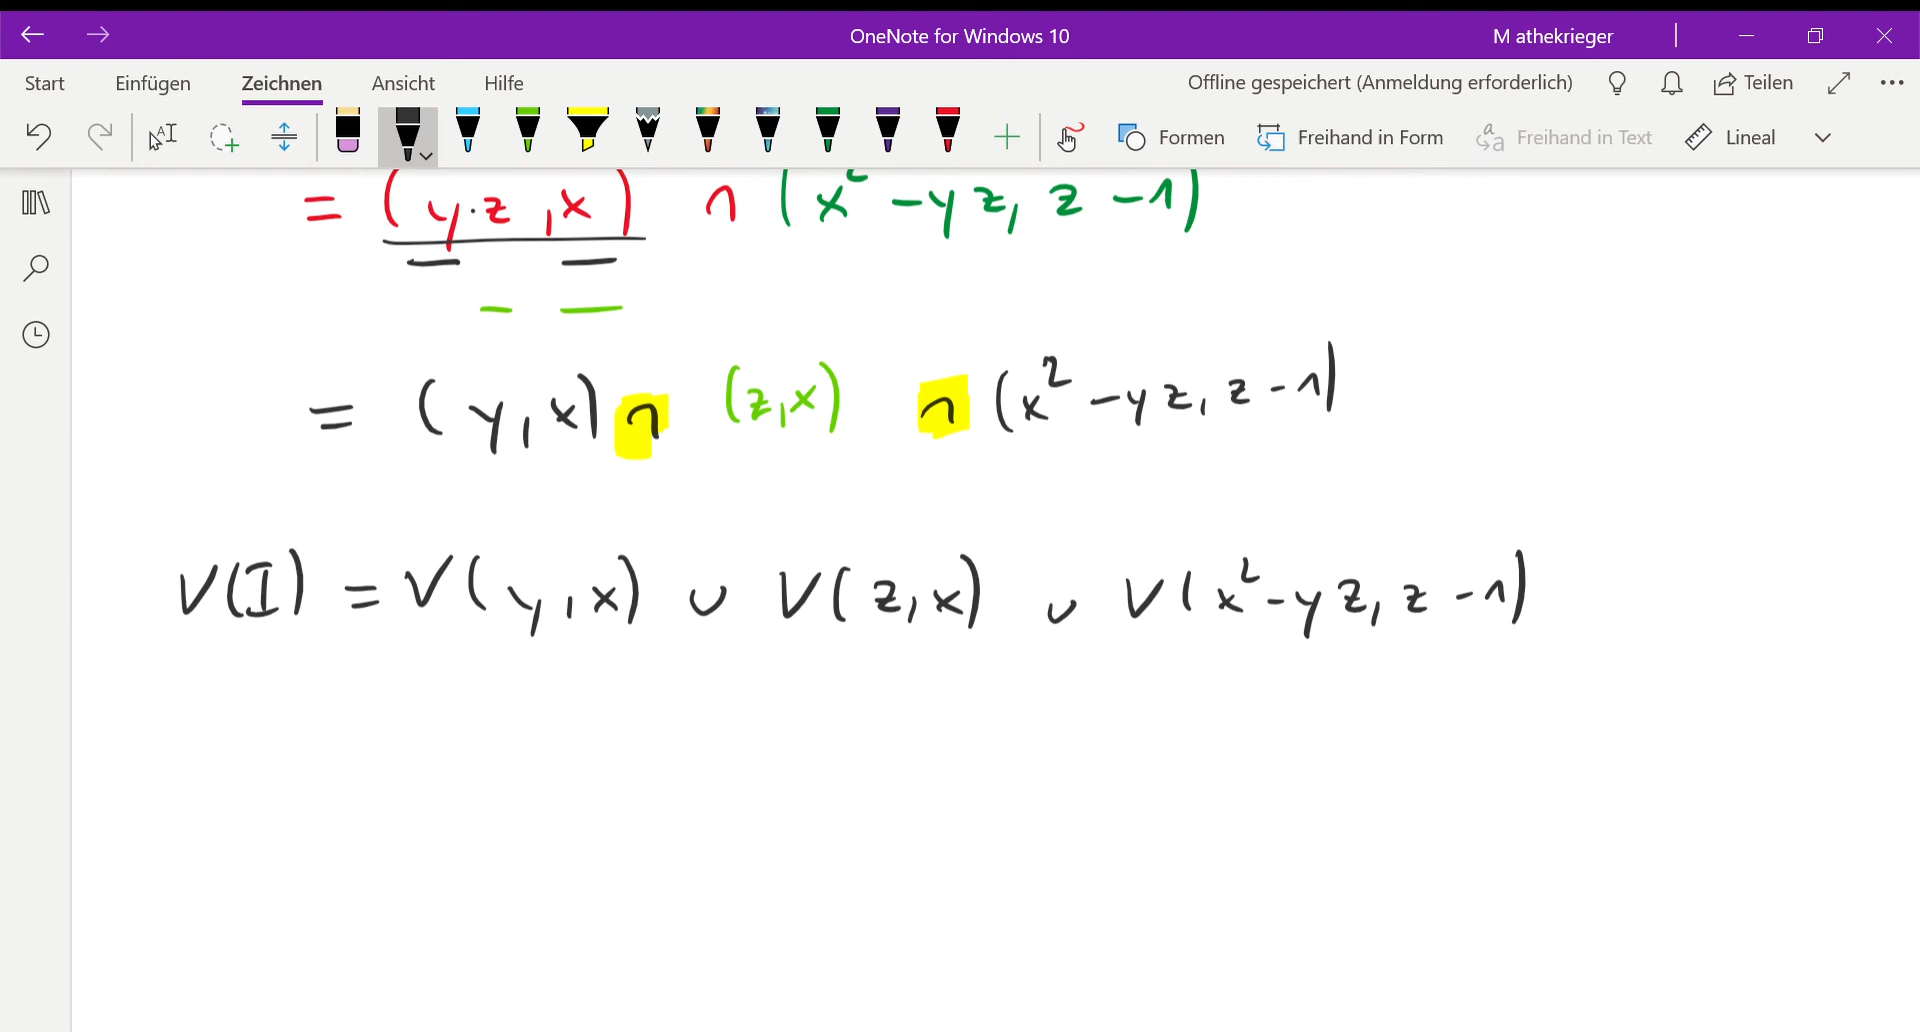 OneNote for Windows 10 M athekrieger
Start Einfügen Zeichnen Ansicht Hilfe Offline gespeichert (Anmeldung erforderlich) Teilen
Formen Freihand in Form Freihand in Text Lineal
= (y·z, x) ∩ (x² - yz, z - 1)
= (y, x) ∩ (z, x) ∩ (x² - yz, z - 1)
V(I) = V(y, x) ∪ V(z, x) ∪ V(x² - yz, z - 1)